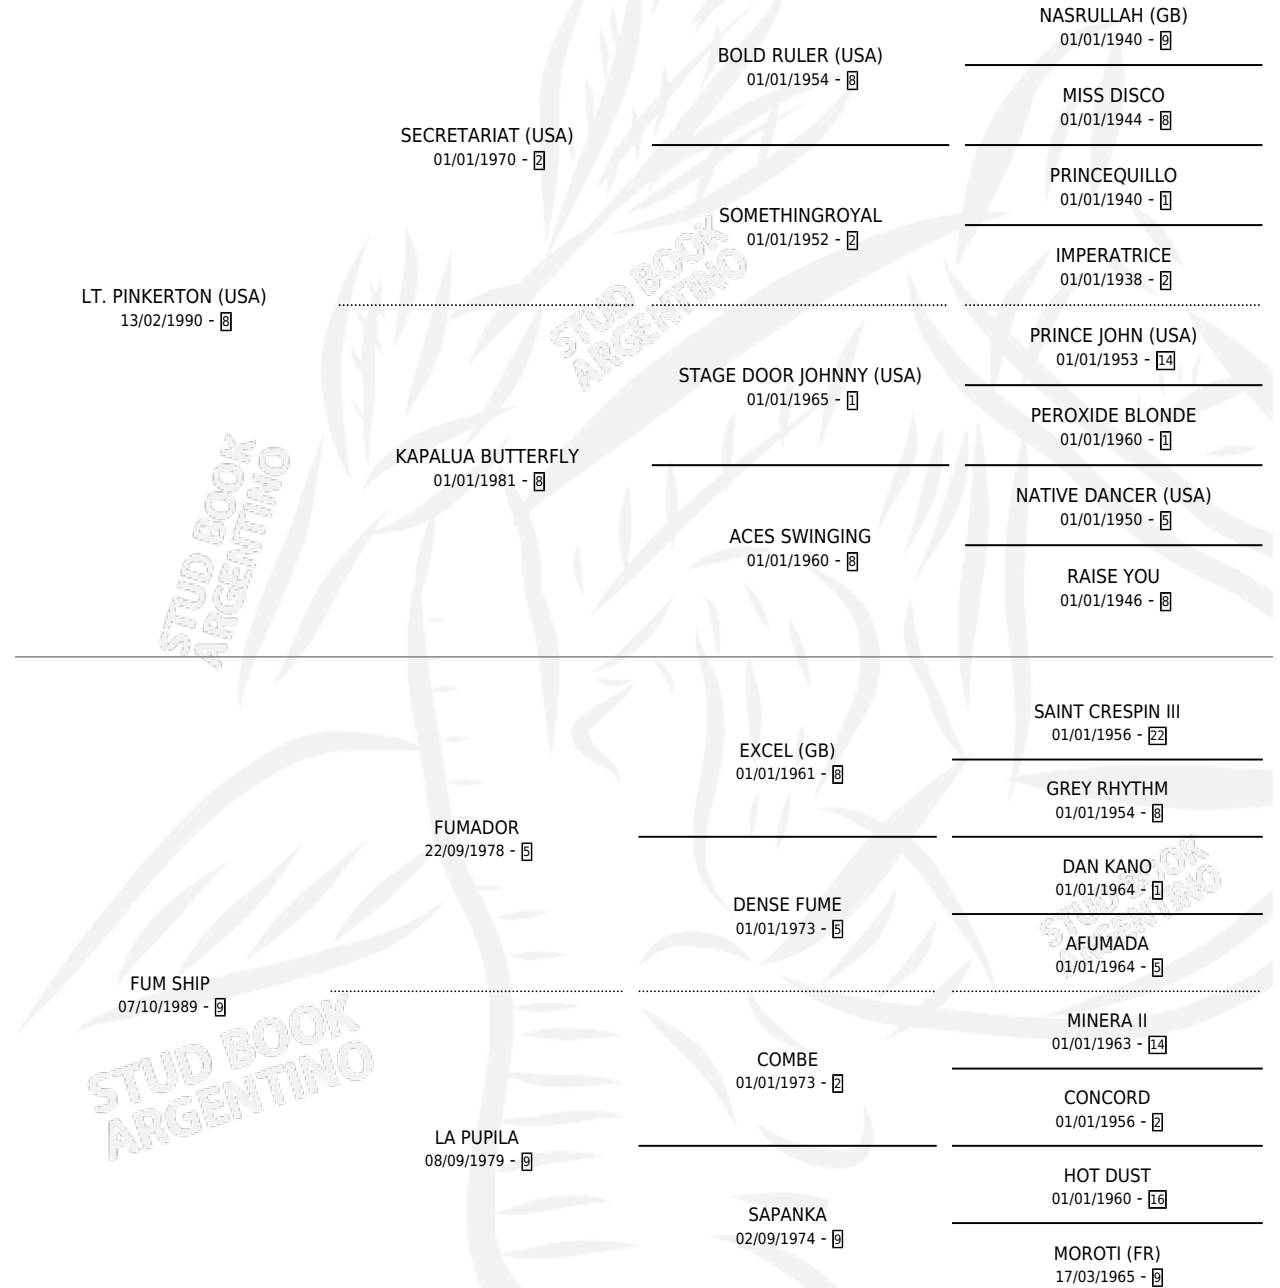 NASRULLAH (GB)
01/01/1940 - 9
BOLD RULER (USA)
01/01/1954 - 8
MISS DISCO
01/01/1944 - 8
SECRETARIAT (USA)
01/01/1970 - 2
PRINCEQUILLO
01/01/1940 - 1
SOMETHINGROYAL
01/01/1952 - 2
IMPERATRICE
01/01/1938 - 2
LT. PINKERTON (USA)
13/02/1990 - 8
PRINCE JOHN (USA)
01/01/1953 - 14
STAGE DOOR JOHNNY (USA)
01/01/1965 - 1
PEROXIDE BLONDE
01/01/1960 - 1
KAPALUA BUTTERFLY
01/01/1981 - 8
NATIVE DANCER (USA)
01/01/1950 - 5
ACES SWINGING
01/01/1960 - 8
RAISE YOU
01/01/1946 - 8
SAINT CRESPIN III
01/01/1956 - 22
EXCEL (GB)
01/01/1961 - 8
GREY RHYTHM
01/01/1954 - 8
FUMADOR
22/09/1978 - 5
DAN KANO
01/01/1964 - 1
DENSE FUME
01/01/1973 - 5
AFUMADA
01/01/1964 - 5
FUM SHIP
07/10/1989 - 9
MINERA II
01/01/1963 - 14
COMBE
01/01/1973 - 2
CONCORD
01/01/1956 - 2
LA PUPILA
08/09/1979 - 9
HOT DUST
01/01/1960 - 16
SAPANKA
02/09/1974 - 9
MOROTI (FR)
17/03/1965 - 9
STUD BOOK
ARGENTINO
STUD BOOK
ARGENTINO
STUD BOOK
ARGENTINO
STUD BOOK
ARGENTINO